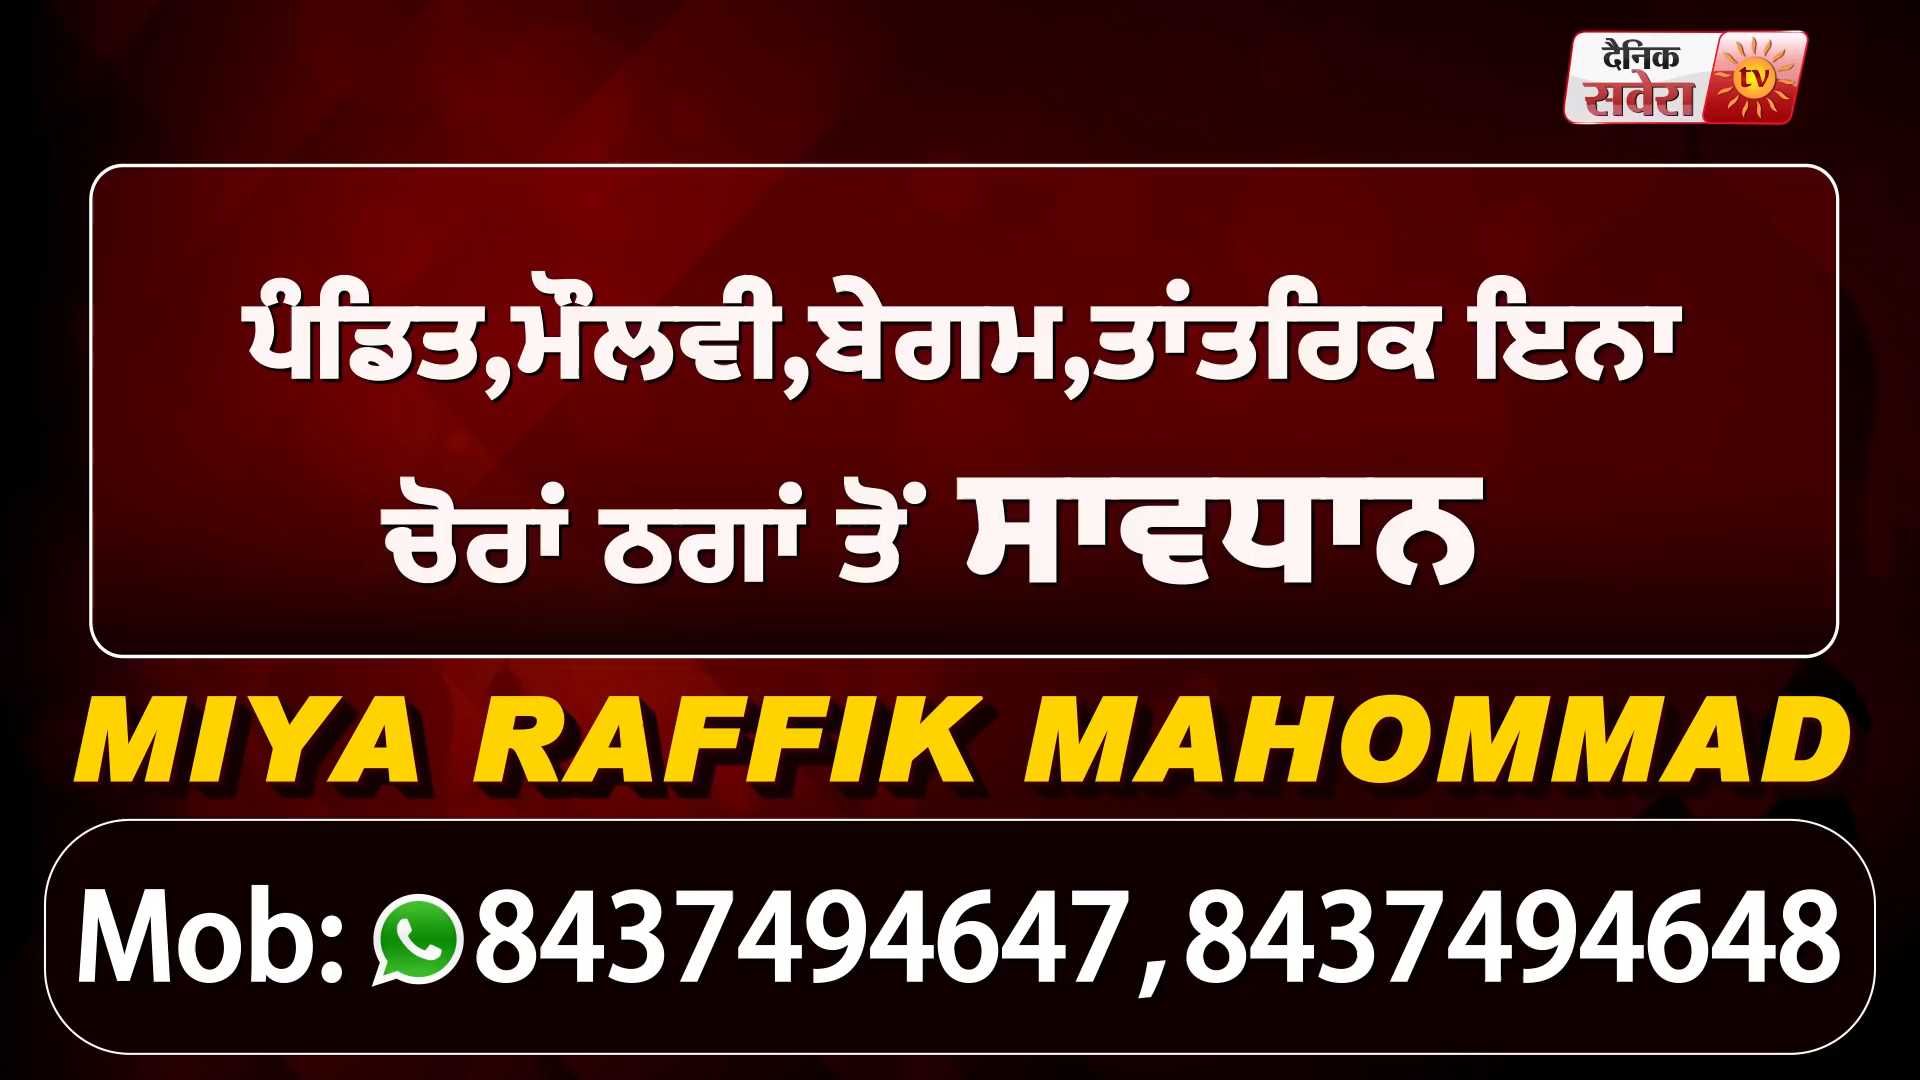 दैनिक
सवेरा
tv
ਪੰਡਿਤ,ਮੌਲਵੀ,ਬੇਗਮ,ਤਾਂਤਰਿਕ ਇਨਾ
ਚੋਰਾਂ ਠਗਾਂ ਤੋਂ ਸਾਵਧਾਨ
MIYA RAFFIK MAHOMMAD
Mob: 8437494647, 8437494648